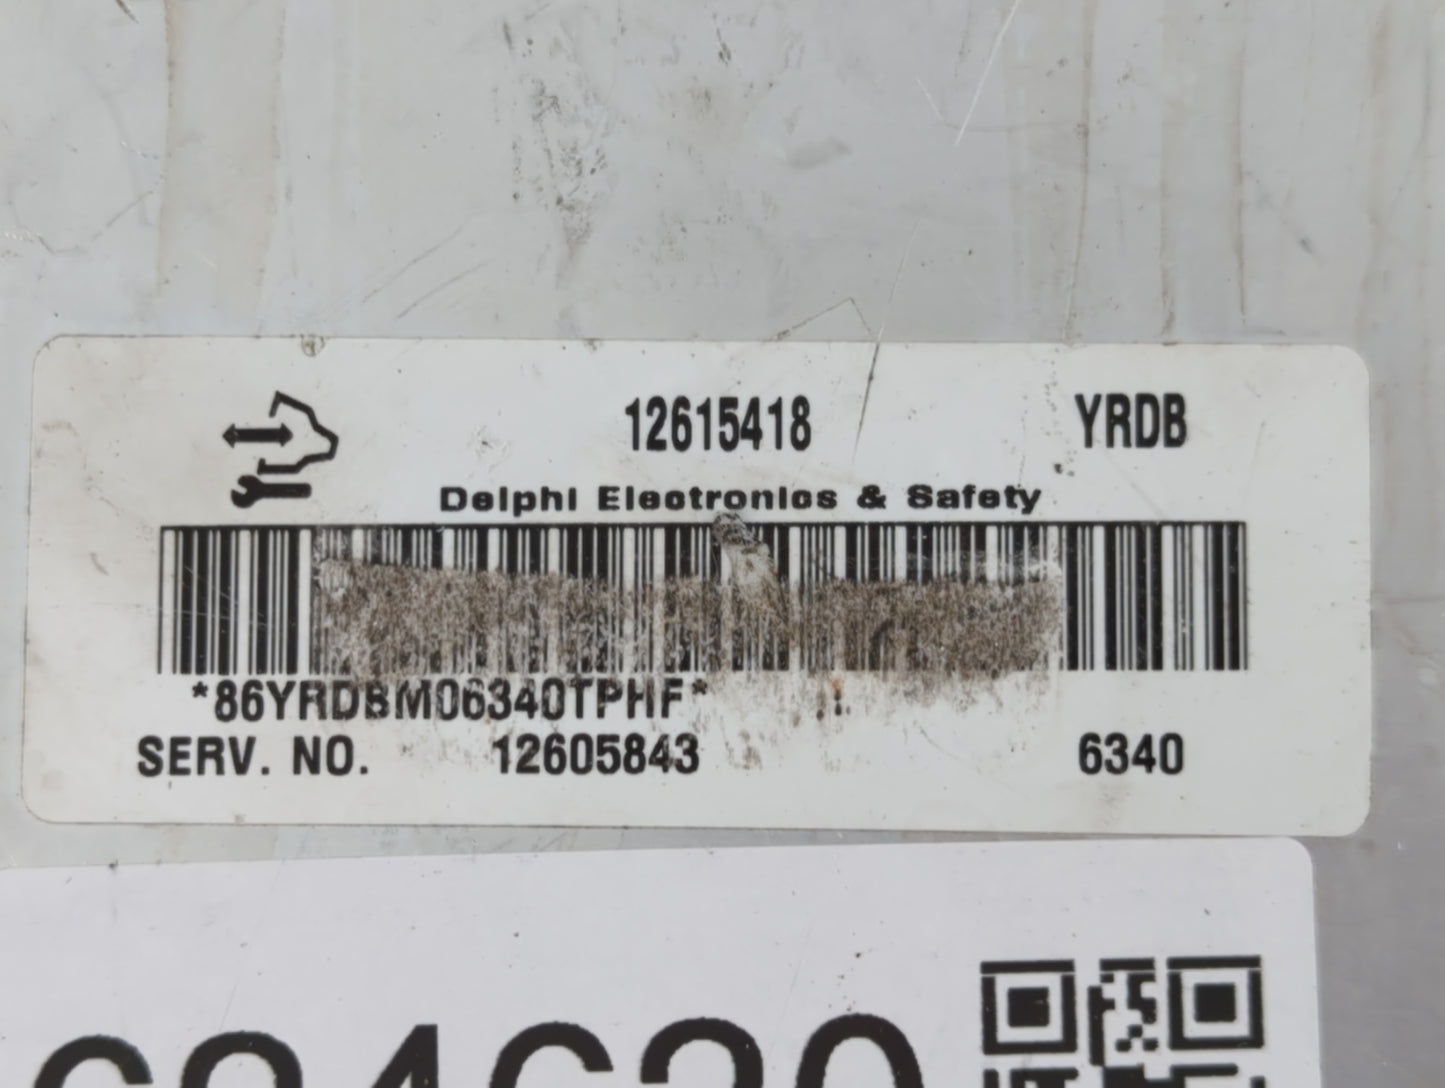 12615418 YRDB
Delphi Electronics & Safety
*86YRDBM06340TPHF*
SERV. NO. 12605843 6340